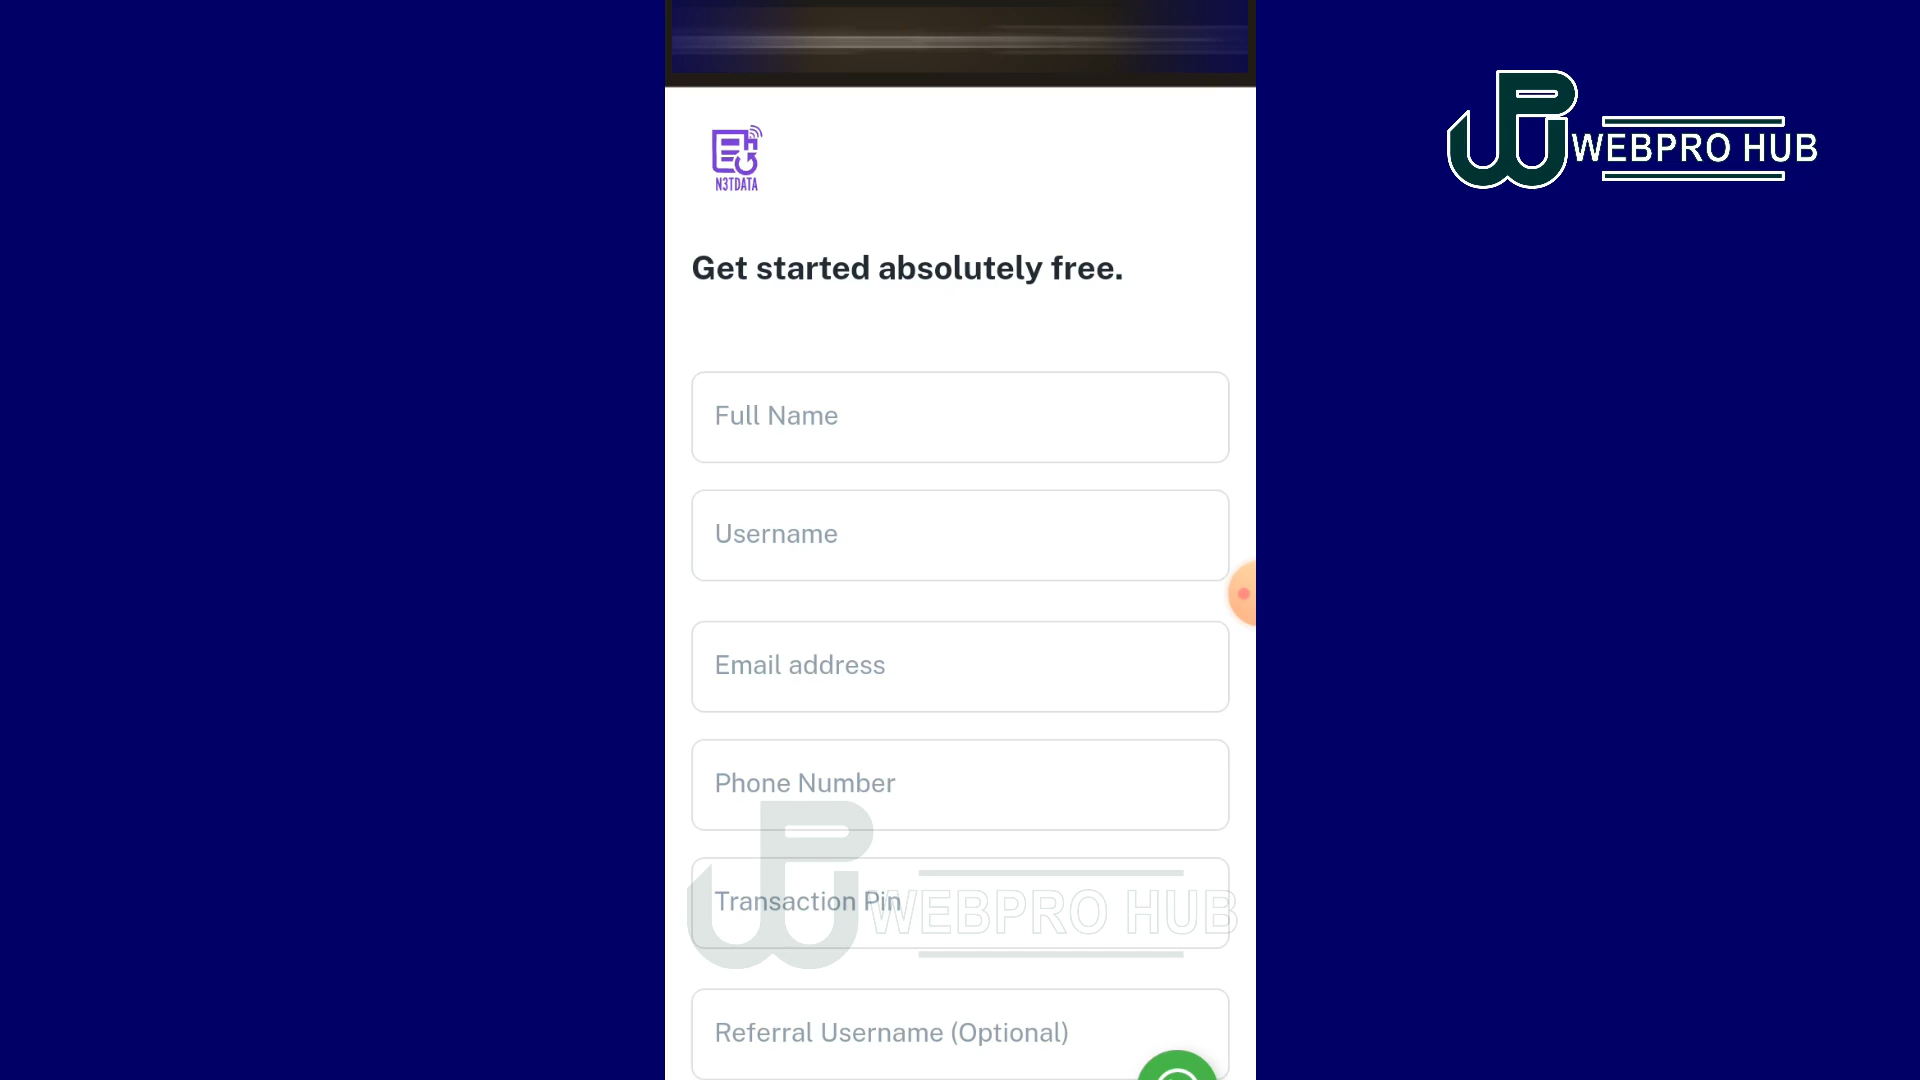 N3TDATA
WEBPRO HUB
Get started absolutely free.
Full Name
Username
Email address
Phone Number
Transaction Pin
WEBPRO HUB
Referral Username (Optional)